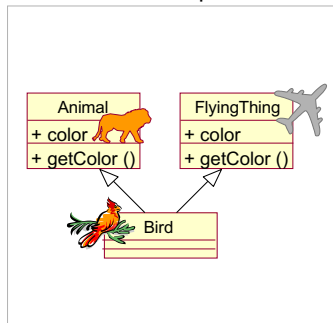 Animal
+ color
+ getColor ()
FlyingThing
+ color
+ getColor ()
Bird